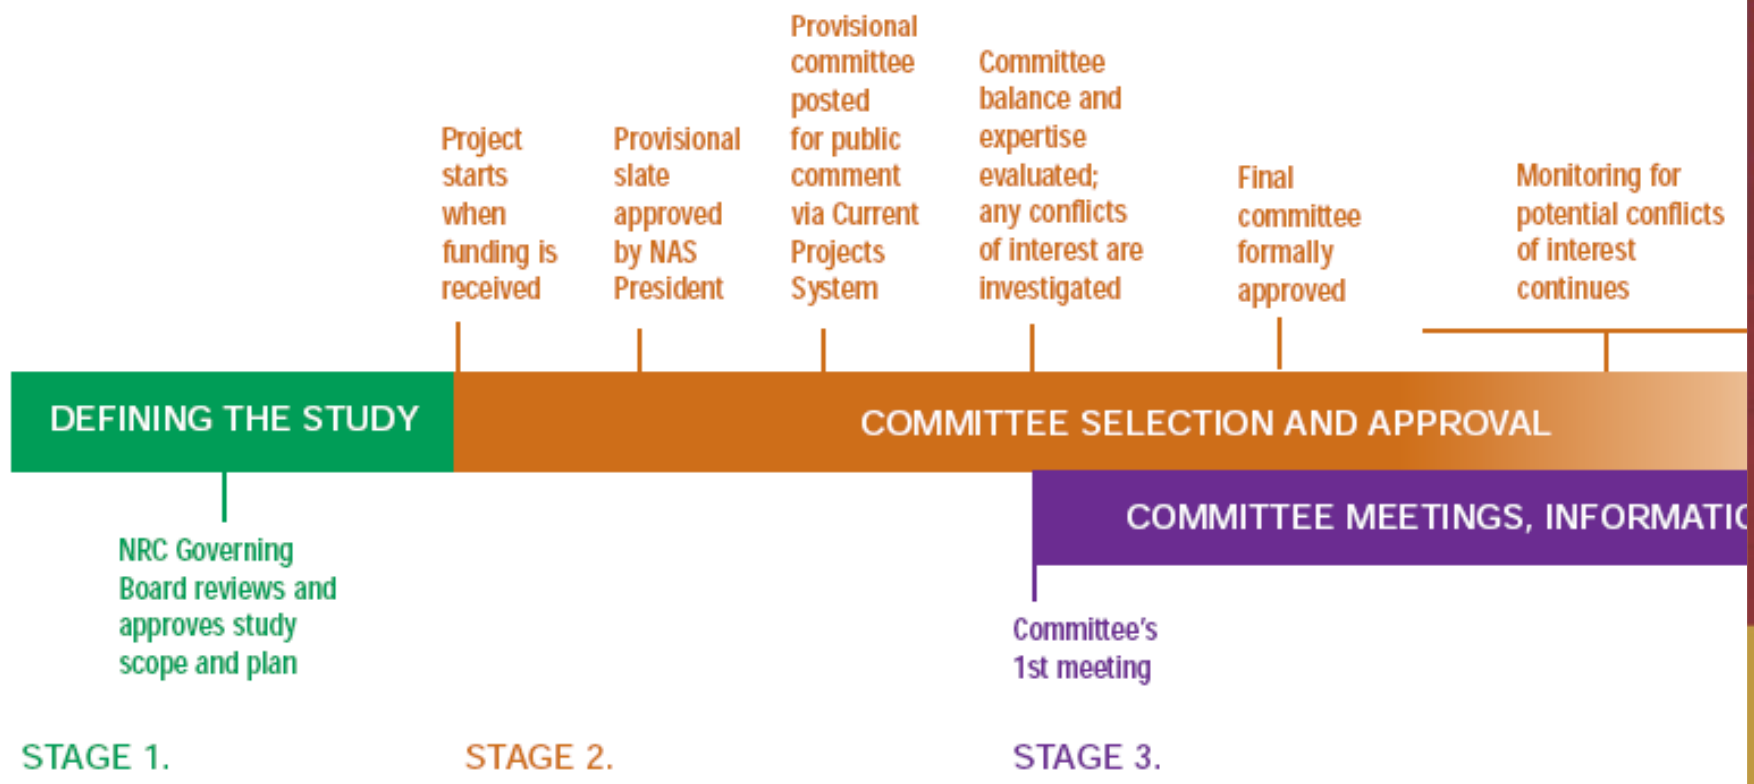 Project
starts
when
funding is
received
Provisional
slate
approved
by NAS
President
Provisional
committee
posted
for public
comment
via Current
Projects
System
Committee
balance and
expertise
evaluated;
any conflicts
of interest are
investigated
Final
committee
formally
approved
Monitoring for
potential conflicts
of interest
continues
DEFINING THE STUDY
COMMITTEE SELECTION AND APPROVAL
COMMITTEE MEETINGS, INFORMATIO
NRC Governing
Board reviews and
approves study
scope and plan
Committee's
1st meeting
STAGE 1.
STAGE 2.
STAGE 3.